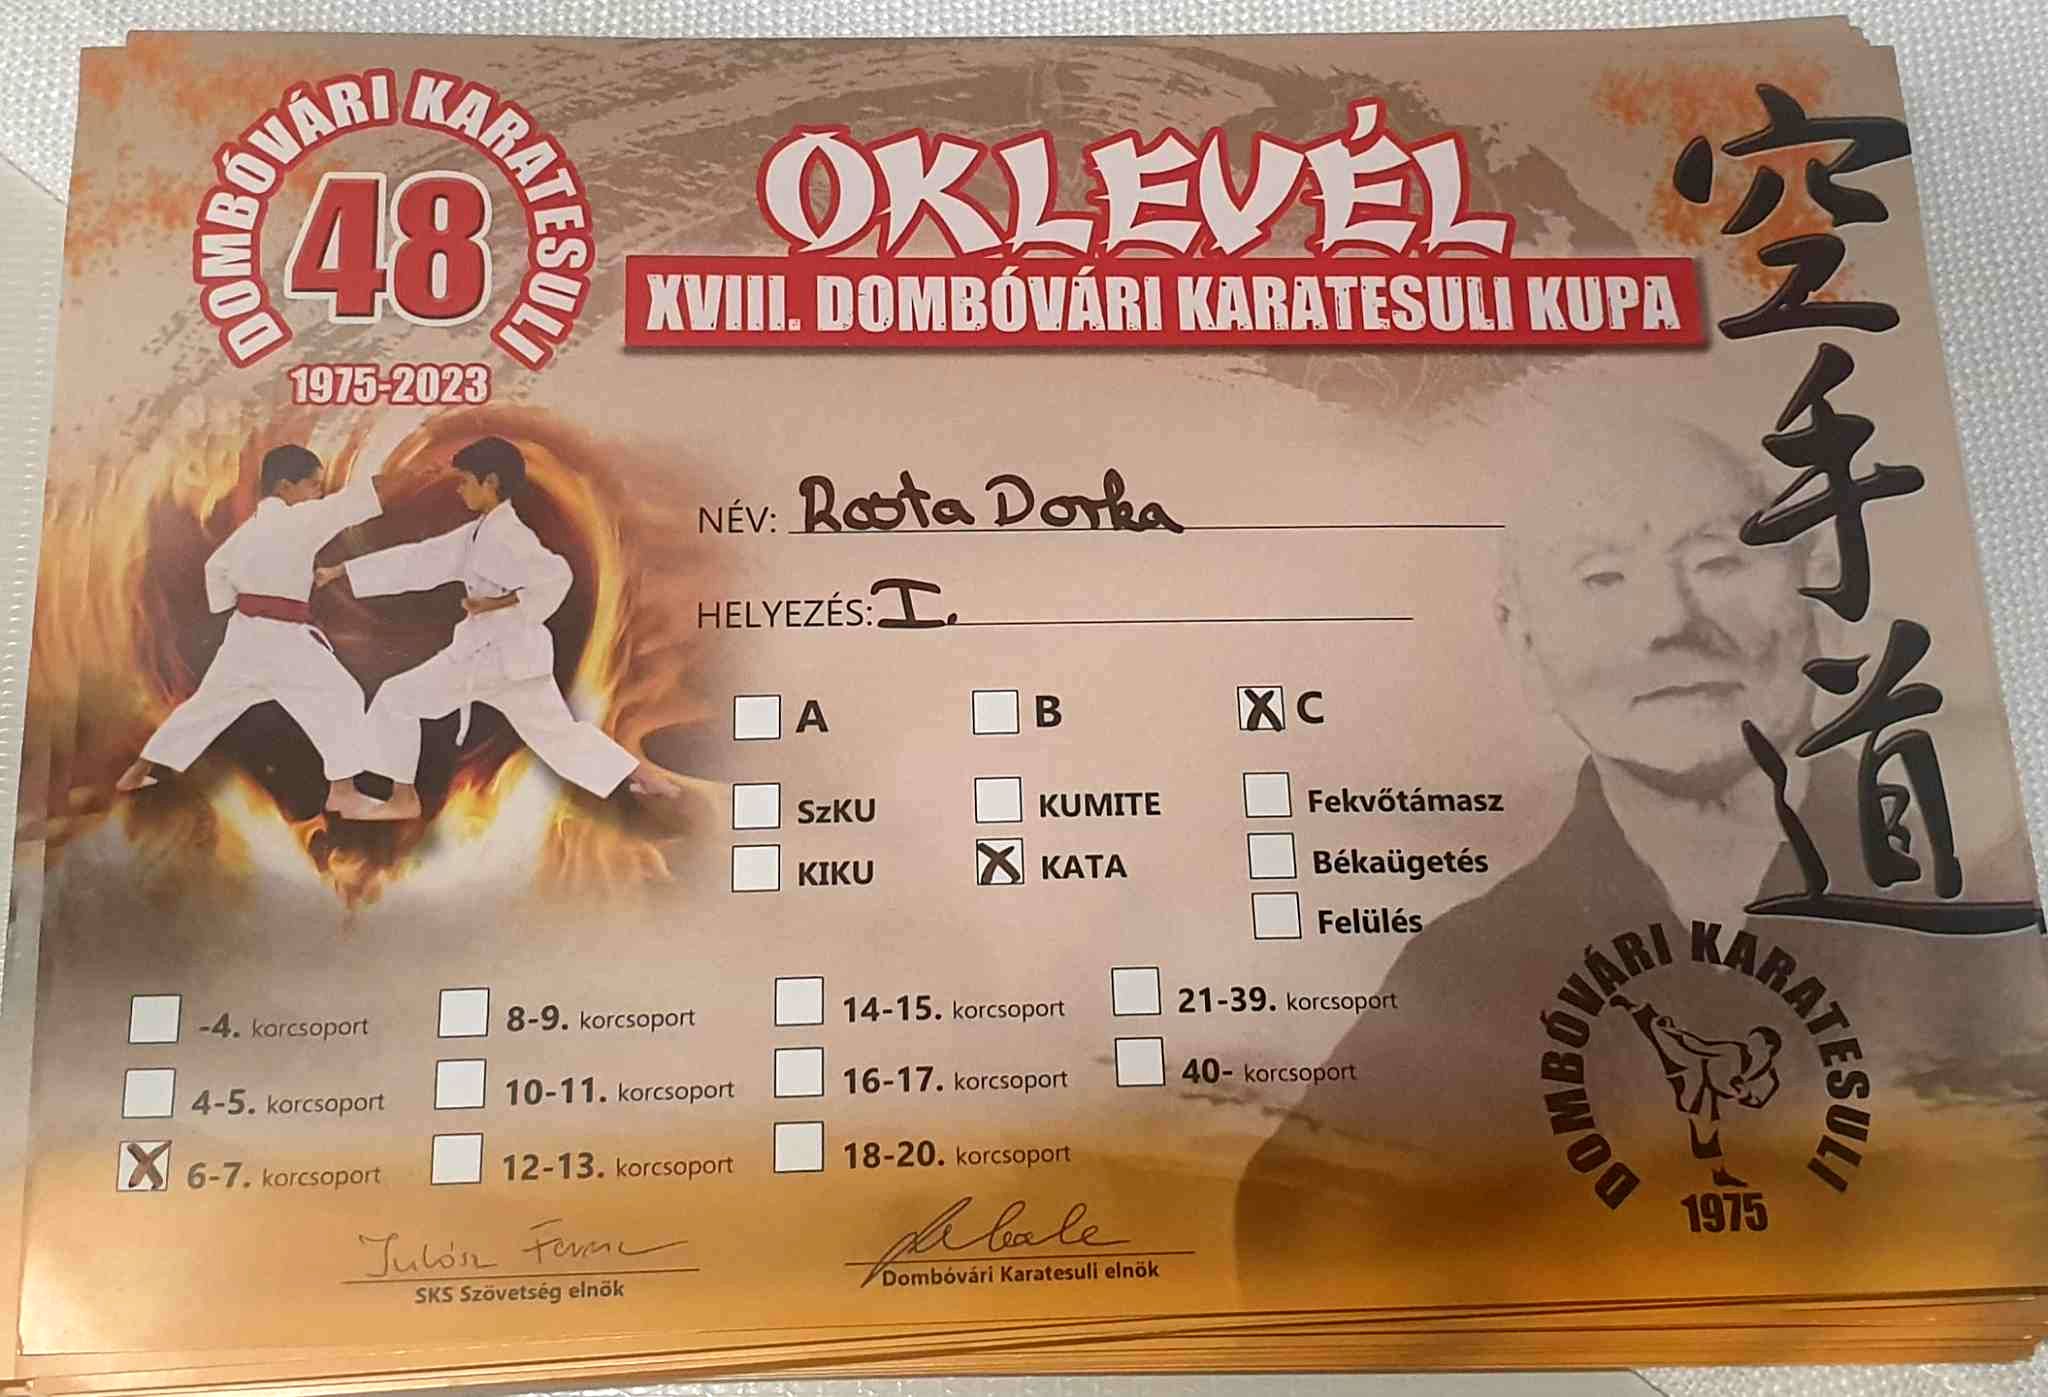 DOMBÓVÁRI KARATESULI
48
1975-2023
OKLEVÉL
XVIII. DOMBÓVÁRI KARATESULI KUPA
空手道
NÉV: Rosta Dorka
HELYEZÉS: I.
A
B
X C
SzKU
KUMITE
Fekvőtámasz
KIKU
X KATA
Békaügetés
Felülés
-4. korcsoport
8-9. korcsoport
14-15. korcsoport
21-39. korcsoport
4-5. korcsoport
10-11. korcsoport
16-17. korcsoport
40- korcsoport
X 6-7. korcsoport
12-13. korcsoport
18-20. korcsoport
Ferenc
SKS Szövetség elnök
Dombóvári Karatesuli elnök
DOMBÓVÁRI KARATESULI
1975